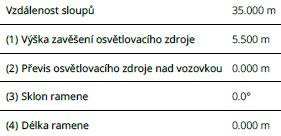 Vzdálenost sloupů 35.000 m
(1) Výška zavěšení osvětlovacího zdroje 5.500 m
(2) Převis osvětlovacího zdroje nad vozovkou 0.000 m
(3) Sklon ramene 0.0°
(4) Délka ramene 0.000 m